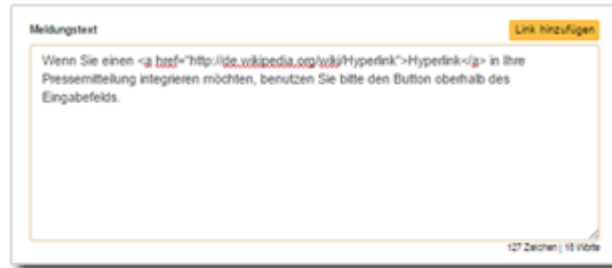 Meldungstext
Link hinzufügen
Wenn Sie einen <a href="http://de.wikipedia.org/wiki/Hyperlink">Hyperlink</a> in Ihre
Pressemitteilung integrieren möchten, benutzen Sie bitte den Button oberhalb des
Eingabefelds.
127 Zeichen | 18 Worte